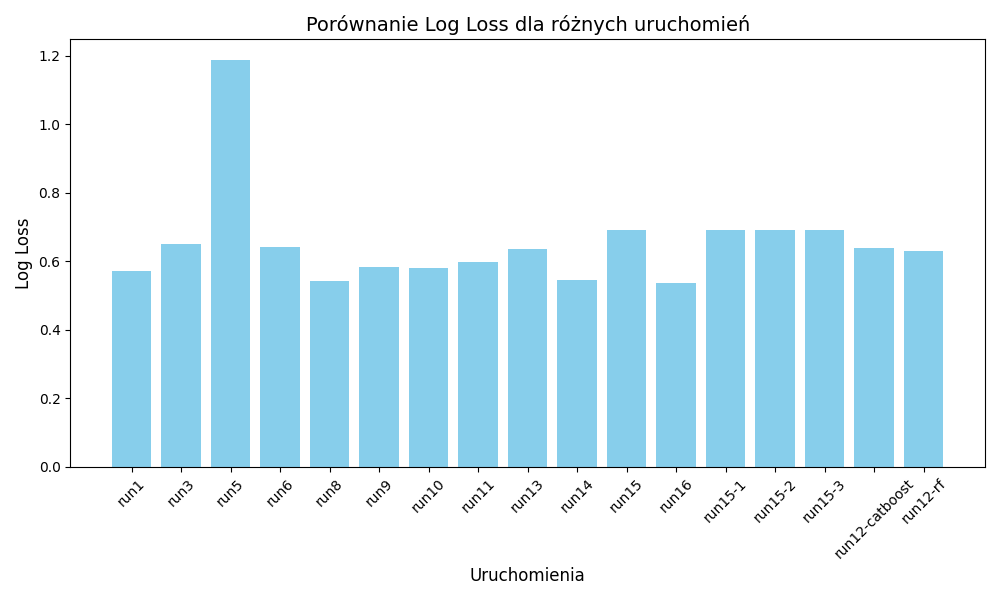 Porównanie Log Loss dla różnych uruchomień
Log Loss
1.2
1.0
0.8
0.6
0.4
0.2
0.0
run1
run3
run5
run6
run8
run9
run10
run11
run13
run14
run15
run16
run15-1
run15-2
run15-3
run12-catboost
run12-rf
Uruchomienia